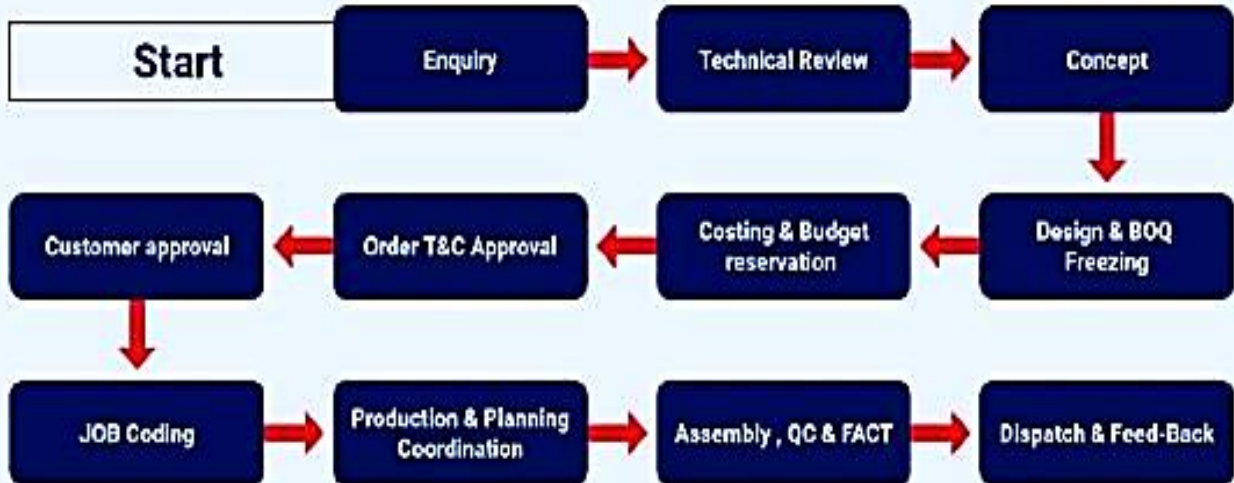 Start
Enquiry
Technical Review
Concept
Design & BOQ
Freezing
Costing & Budget
reservation
Order T&C Approval
Customer approval
JOB Coding
Production & Planning
Coordination
Assembly , QC & FACT
Dispatch & Feed-Back